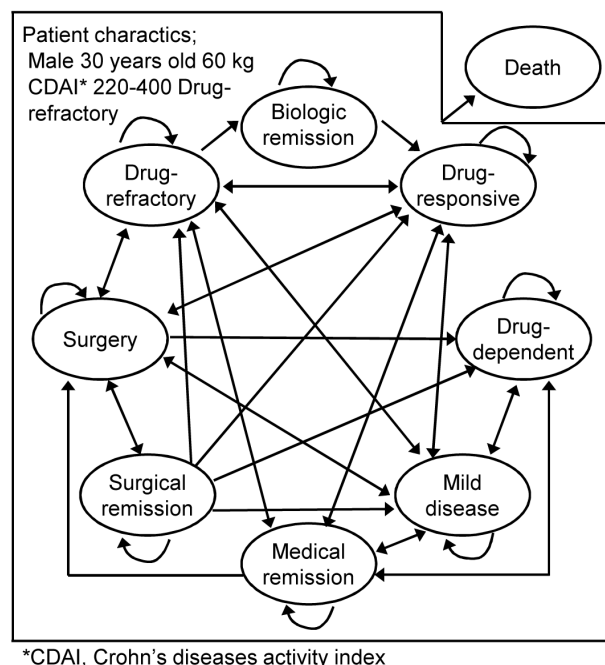 Patient charactics;
Male 30 years old 60 kg
CDAI* 220-400 Drug-
refractory
Death
Biologic
remission
Drug-
refractory
Drug-
responsive
Surgery
Drug-
dependent
Surgical
remission
Mild
disease
Medical
remission
*CDAI, Crohn's diseases activity index